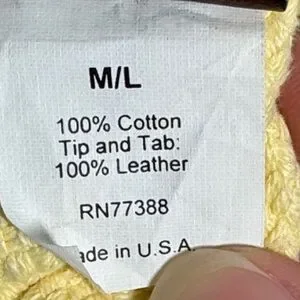 M/L
100% Cotton
Tip and Tab:
100% Leather
RN77388
ade in U.S.A.